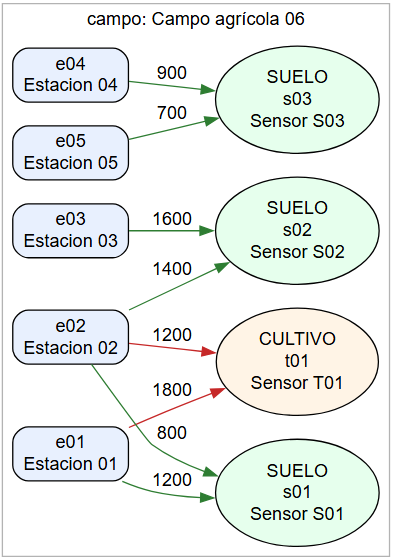 campo: Campo agrícola 06
e04
Estacion 04
900
SUELO
s03
Sensor S03
700
e05
Estacion 05
e03
Estacion 03
1600
SUELO
s02
Sensor S02
1400
e02
Estacion 02
1200
CULTIVO
t01
Sensor T01
1800
800
e01
Estacion 01
1200
SUELO
s01
Sensor S01